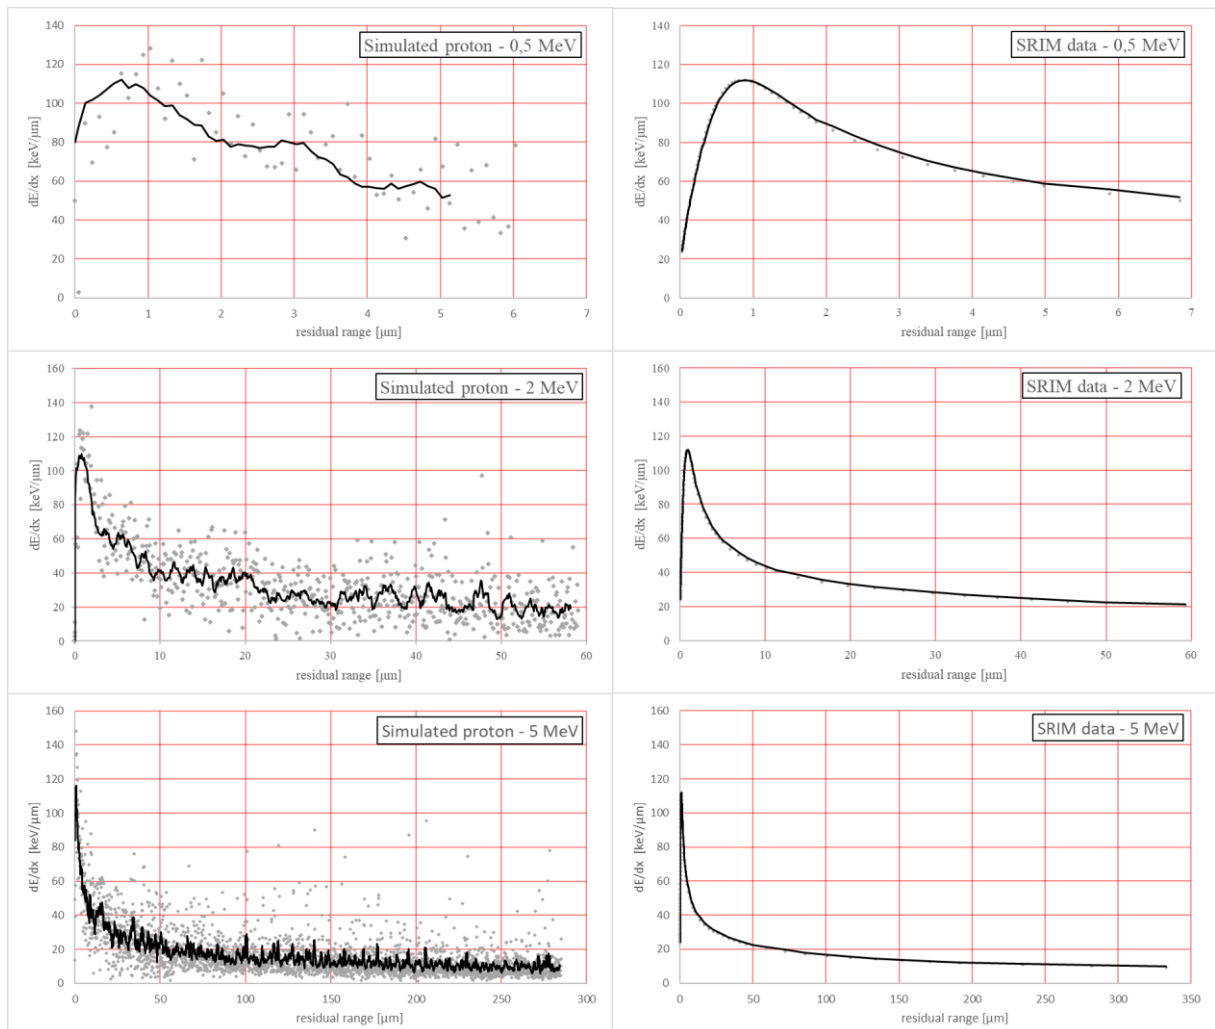 Simulated proton - 0,5 MeV
dE/dx [keV/μm]
140
120
100
80
60
40
20
0
0 1 2 3 4 5 6 7
residual range [μm]
SRIM data - 0,5 MeV
dE/dx [keV/μm]
140
120
100
80
60
40
20
0
0 1 2 3 4 5 6 7
residual range [μm]
Simulated proton - 2 MeV
dE/dx [keV/μm]
160
140
120
100
80
60
40
20
0
0 10 20 30 40 50 60
residual range [μm]
SRIM data - 2 MeV
dE/dx [keV/μm]
160
140
120
100
80
60
40
20
0
0 10 20 30 40 50 60
residual range [μm]
Simulated proton - 5 MeV
dE/dx [keV/μm]
160
140
120
100
80
60
40
20
0
0 50 100 150 200 250 300
residual range [μm]
SRIM data - 5 MeV
dE/dx [keV/μm]
160
140
120
100
80
60
40
20
0
0 50 100 150 200 250 300 350
residual range [μm]